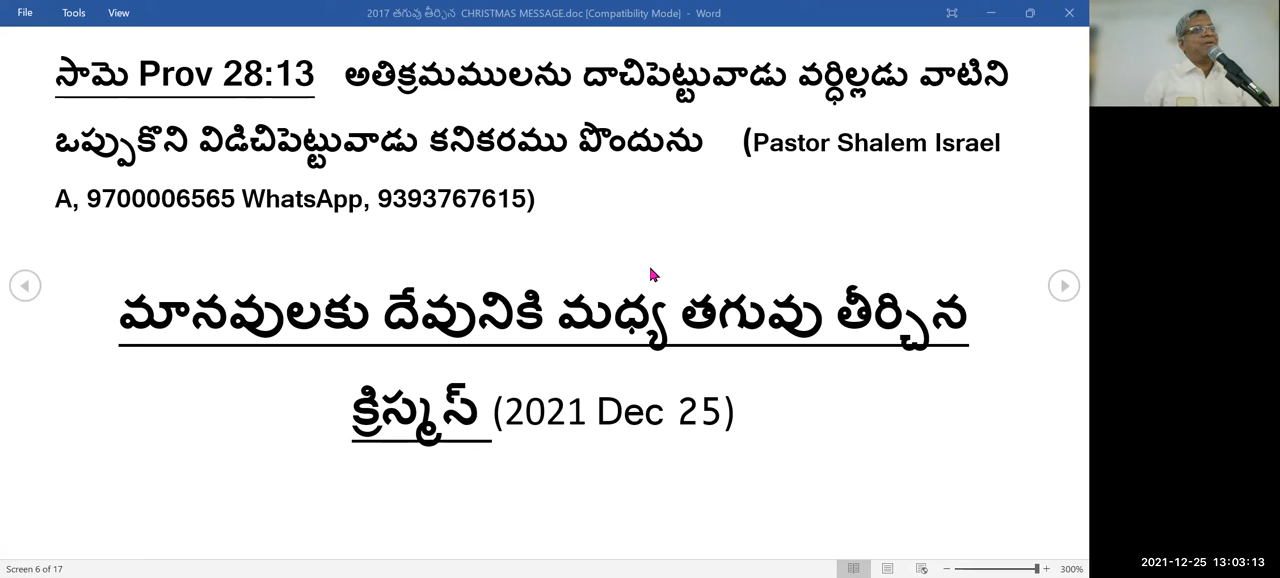 File Tools View 2017 తగువు తీర్చిన CHRISTMAS MESSAGE.doc [Compatibility Mode] - Word
సామె Prov 28:13 అతిక్రమములను దాచిపెట్టువాడు వర్ధిల్లడు వాటిని
ఒప్పుకొని విడిచిపెట్టువాడు కనికరము పొందును (Pastor Shalem Israel
A, 9700006565 WhatsApp, 9393767615)
మానవులకు దేవునికి మధ్య తగువు తీర్చిన
క్రిస్మస్ (2021 Dec 25)
Screen 6 of 17 300%
2021-12-25 13:03:13